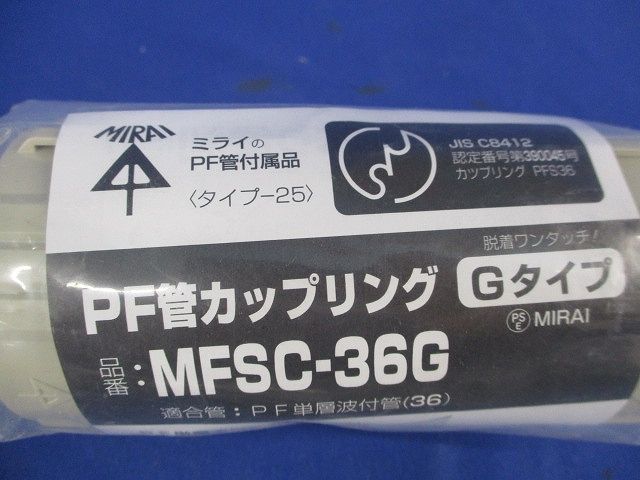 MIRAI
ミライの
PF管付属品
〈タイプ-25〉
JIS C8412
認定番号第390045号
カップリング PFS36
脱着ワンタッチ!
PF管カップリング
Gタイプ
PS
E MIRAI
品番:MFSC-36G
適合管:PF単層波付管(36)